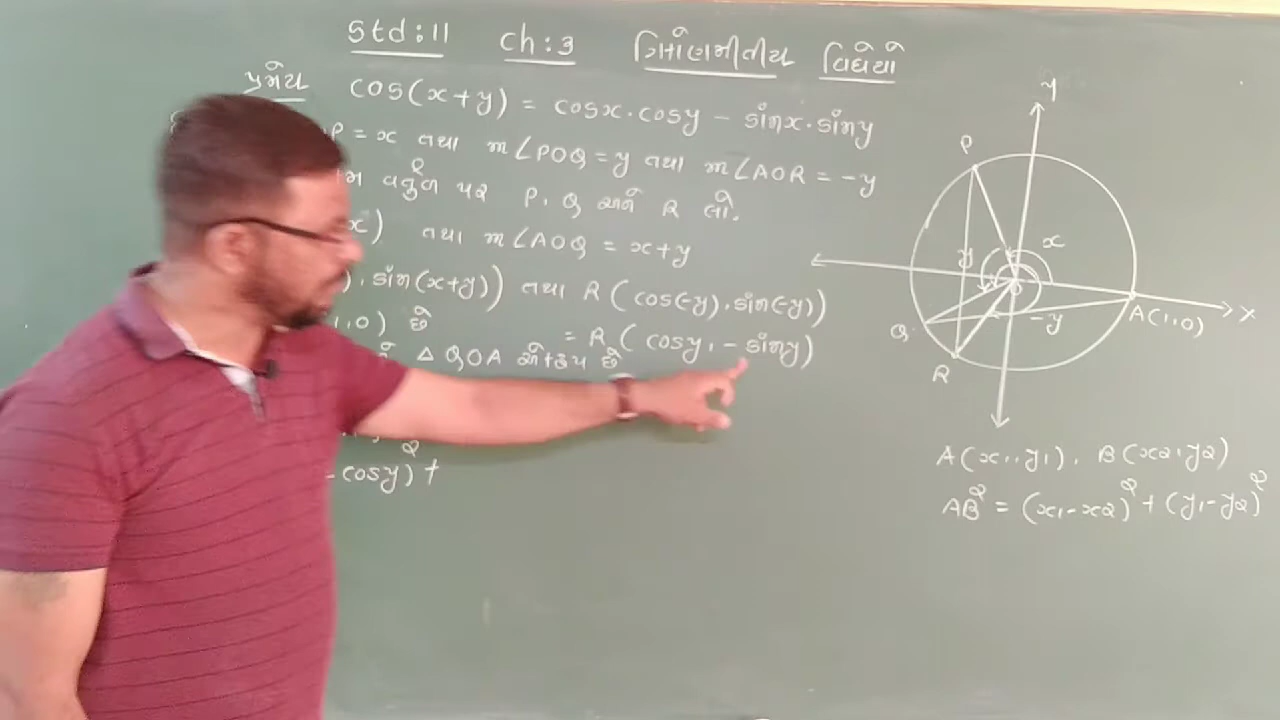 Std:11 ch:3 ત્રિકોણમીતીય વિધેયો
પ્રમેય cos(x+y) = cosx.cosy - sinx.siny
P = x તથા m∠POQ = y તથા m∠AOR = -y
વર્તુળ પર P, Q અને R લો.
x) તથા m∠AOQ = x+y
), sin(x+y)) તથા R (cos(-y), sin(-y))
1,0) છે = R (cosy, -siny)
ΔQOA એકરૂપ છે
-cosy)² +
Y
P
x
y
-y
A(1,0)
X
Q
R
A(x1,y1), B(x2,y2)
AB² = (x1-x2)² + (y1-y2)²